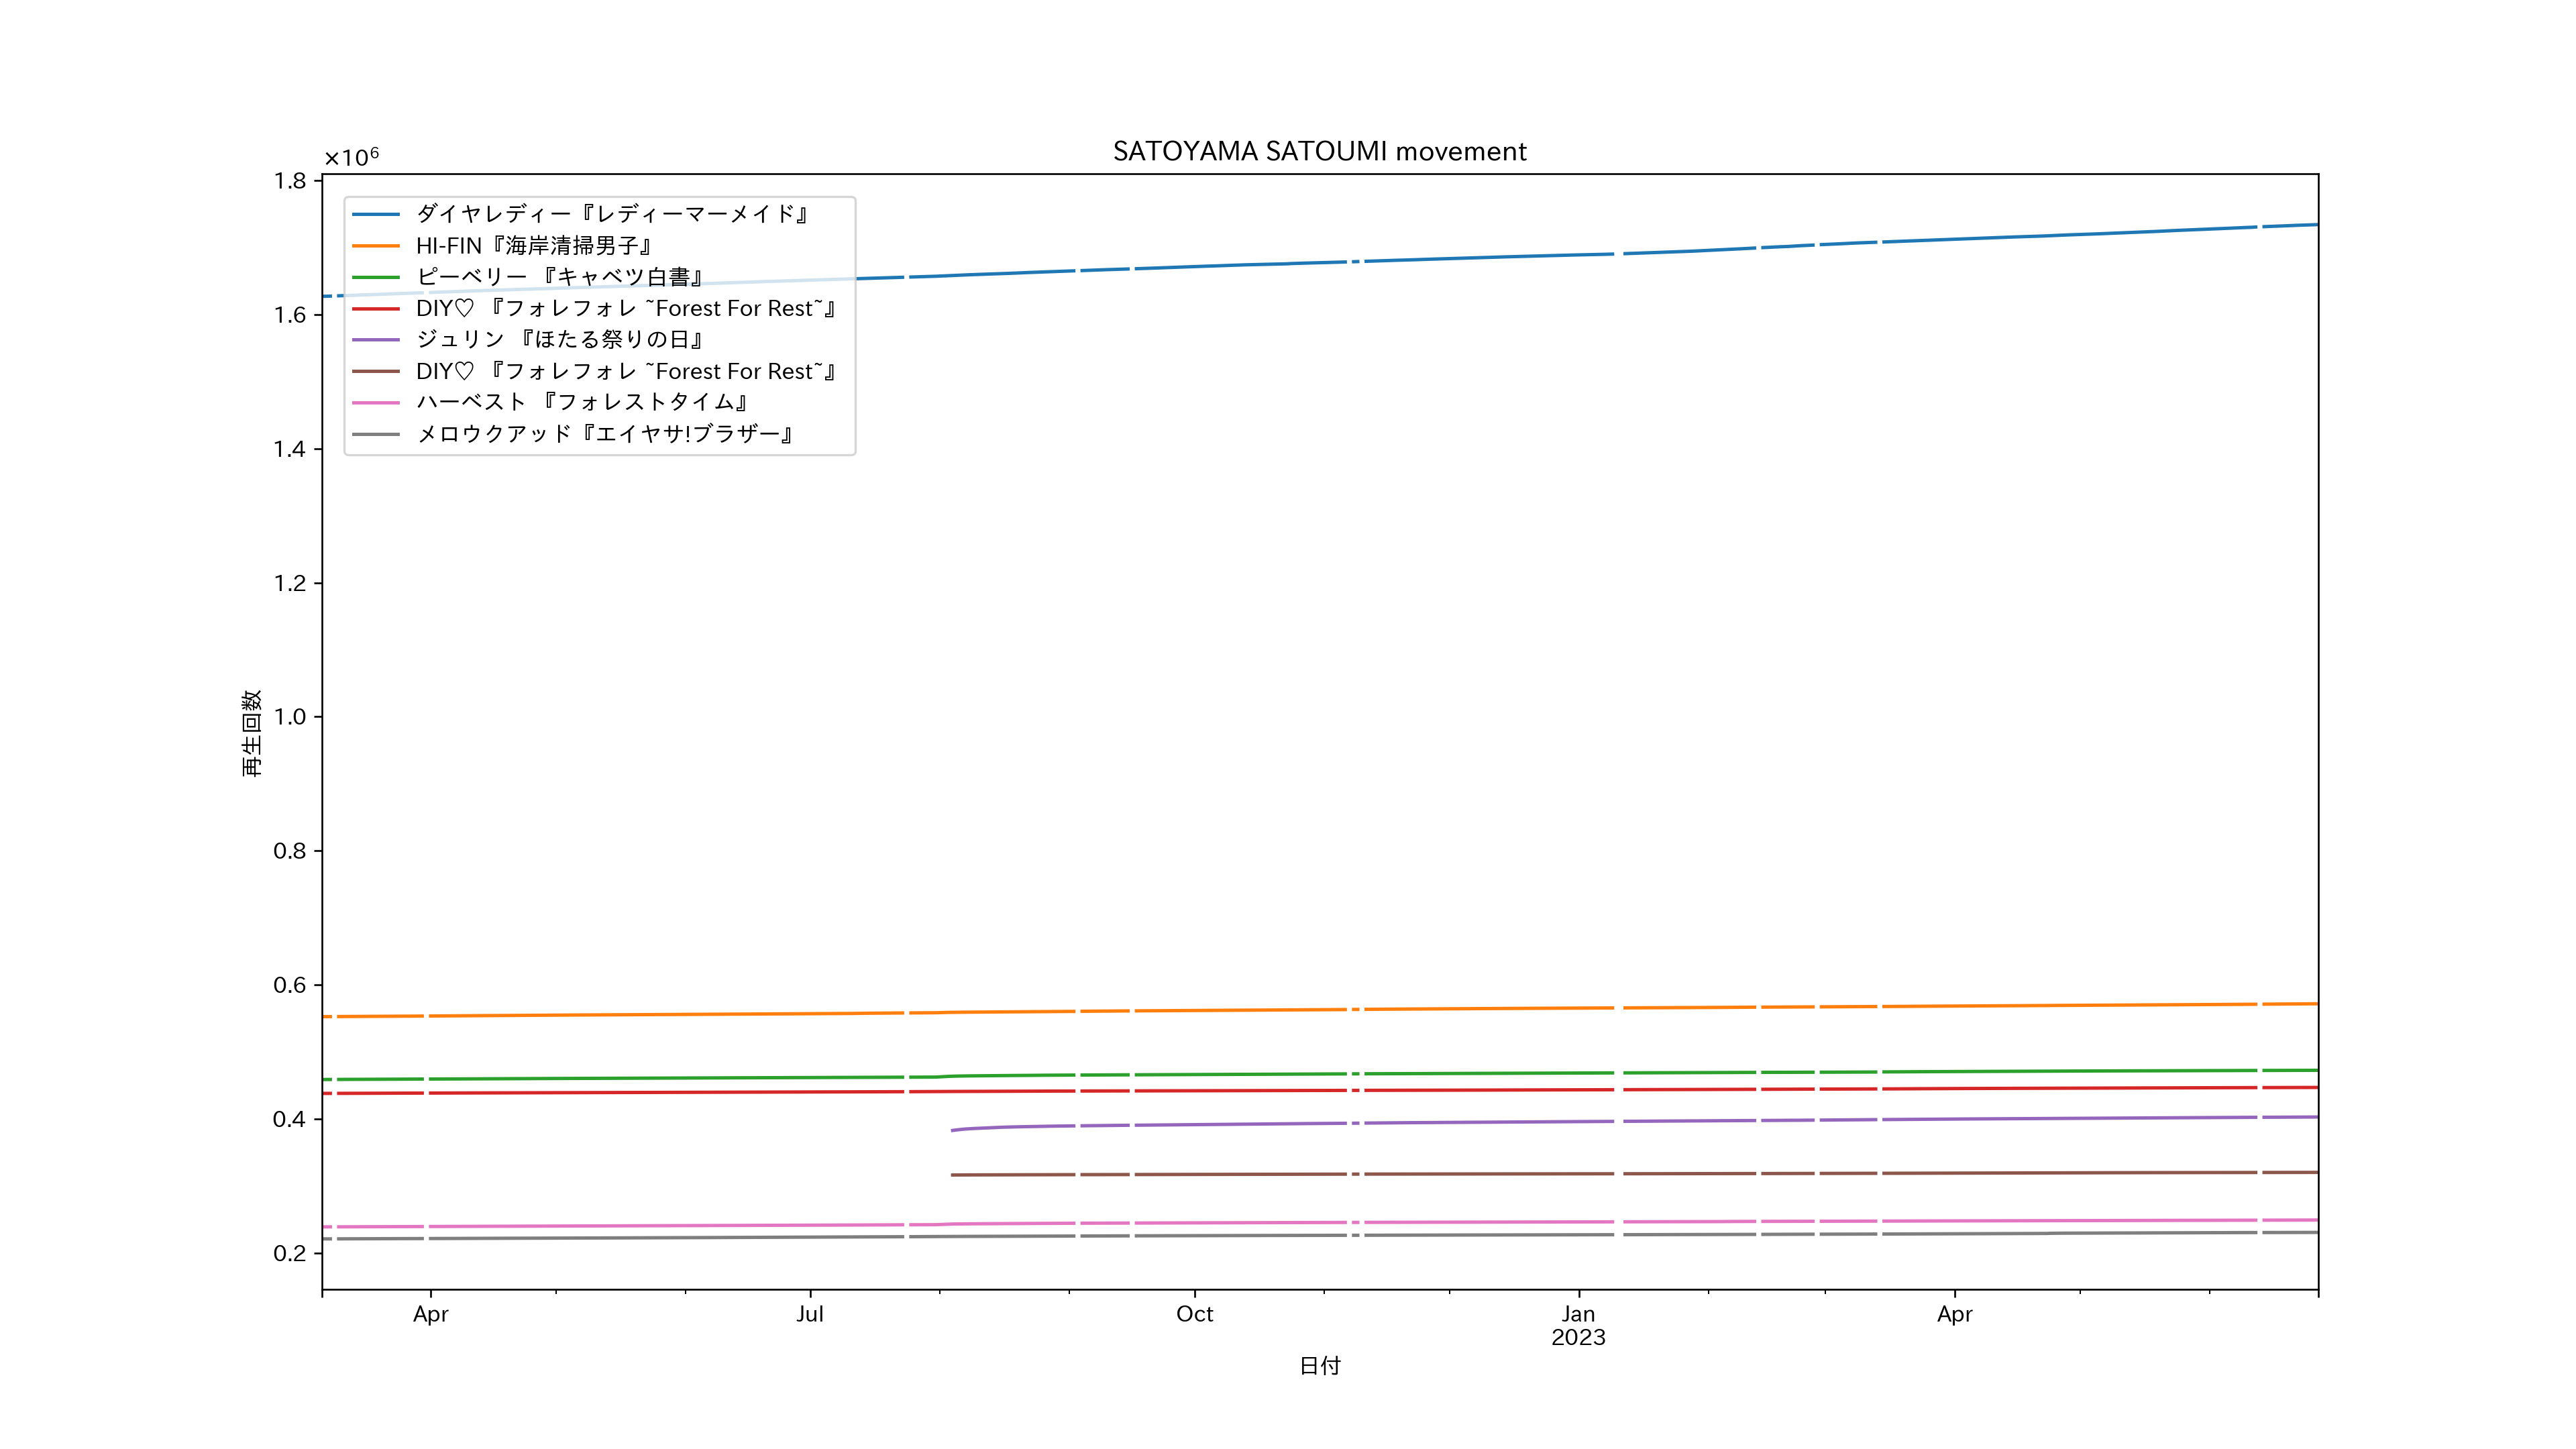 SATOYAMA SATOUMI movement
×10⁶
1.8
1.6
1.4
1.2
1.0
0.8
0.6
0.4
0.2
再生回数
ダイヤレディー『レディーマーメイド』
HI-FIN『海岸清掃男子』
ピーベリー 『キャベツ白書』
DIY♡ 『フォレフォレ ~Forest For Rest~』
ジュリン 『ほたる祭りの日』
DIY♡ 『フォレフォレ ~Forest For Rest~』
ハーベスト 『フォレストタイム』
メロウクアッド『エイヤサ!ブラザー』
Apr Jul Oct Jan Apr
2023
日付